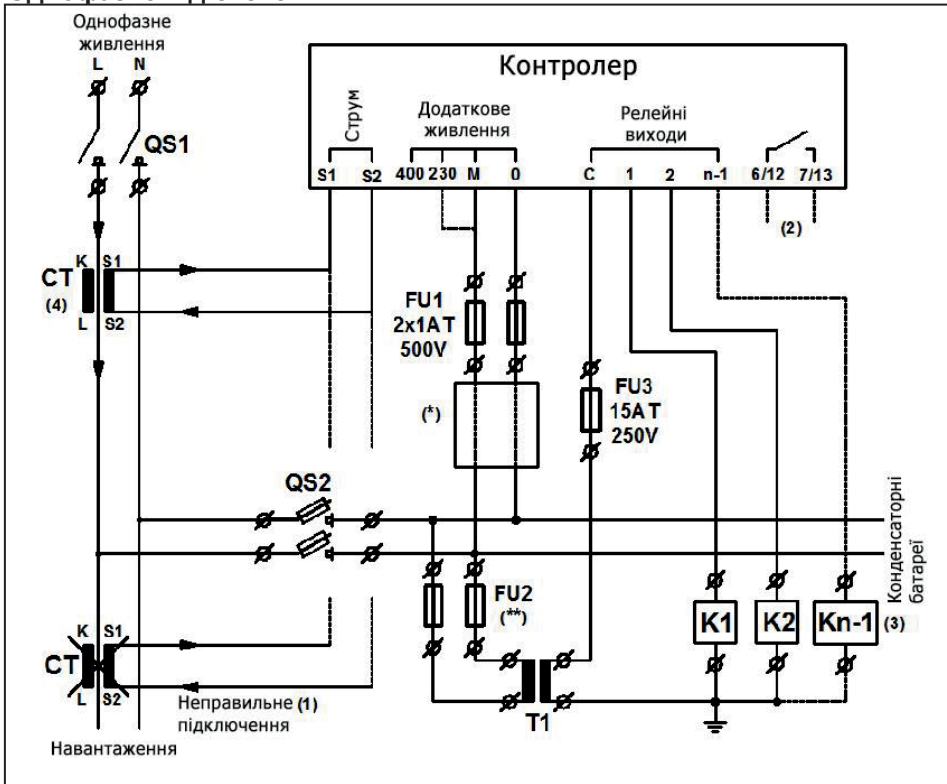 Однофазне
живлення
L N
QS1
K S1
CT
(4)
L S2
Контролер
Струм
Додаткове
живлення
Релейні
виходи
S1 S2 400 230 M 0 C 1 2 n-1 6/12 7/13
(2)
FU1
2x1A T
500V
(*)
FU3
15A T
250V
QS2
Конденсаторні
батареї
FU2
(**)
K1 K2 Kn-1 (3)
T1
K S1
CT
L S2
Неправильне (1)
підключення
Навантаження